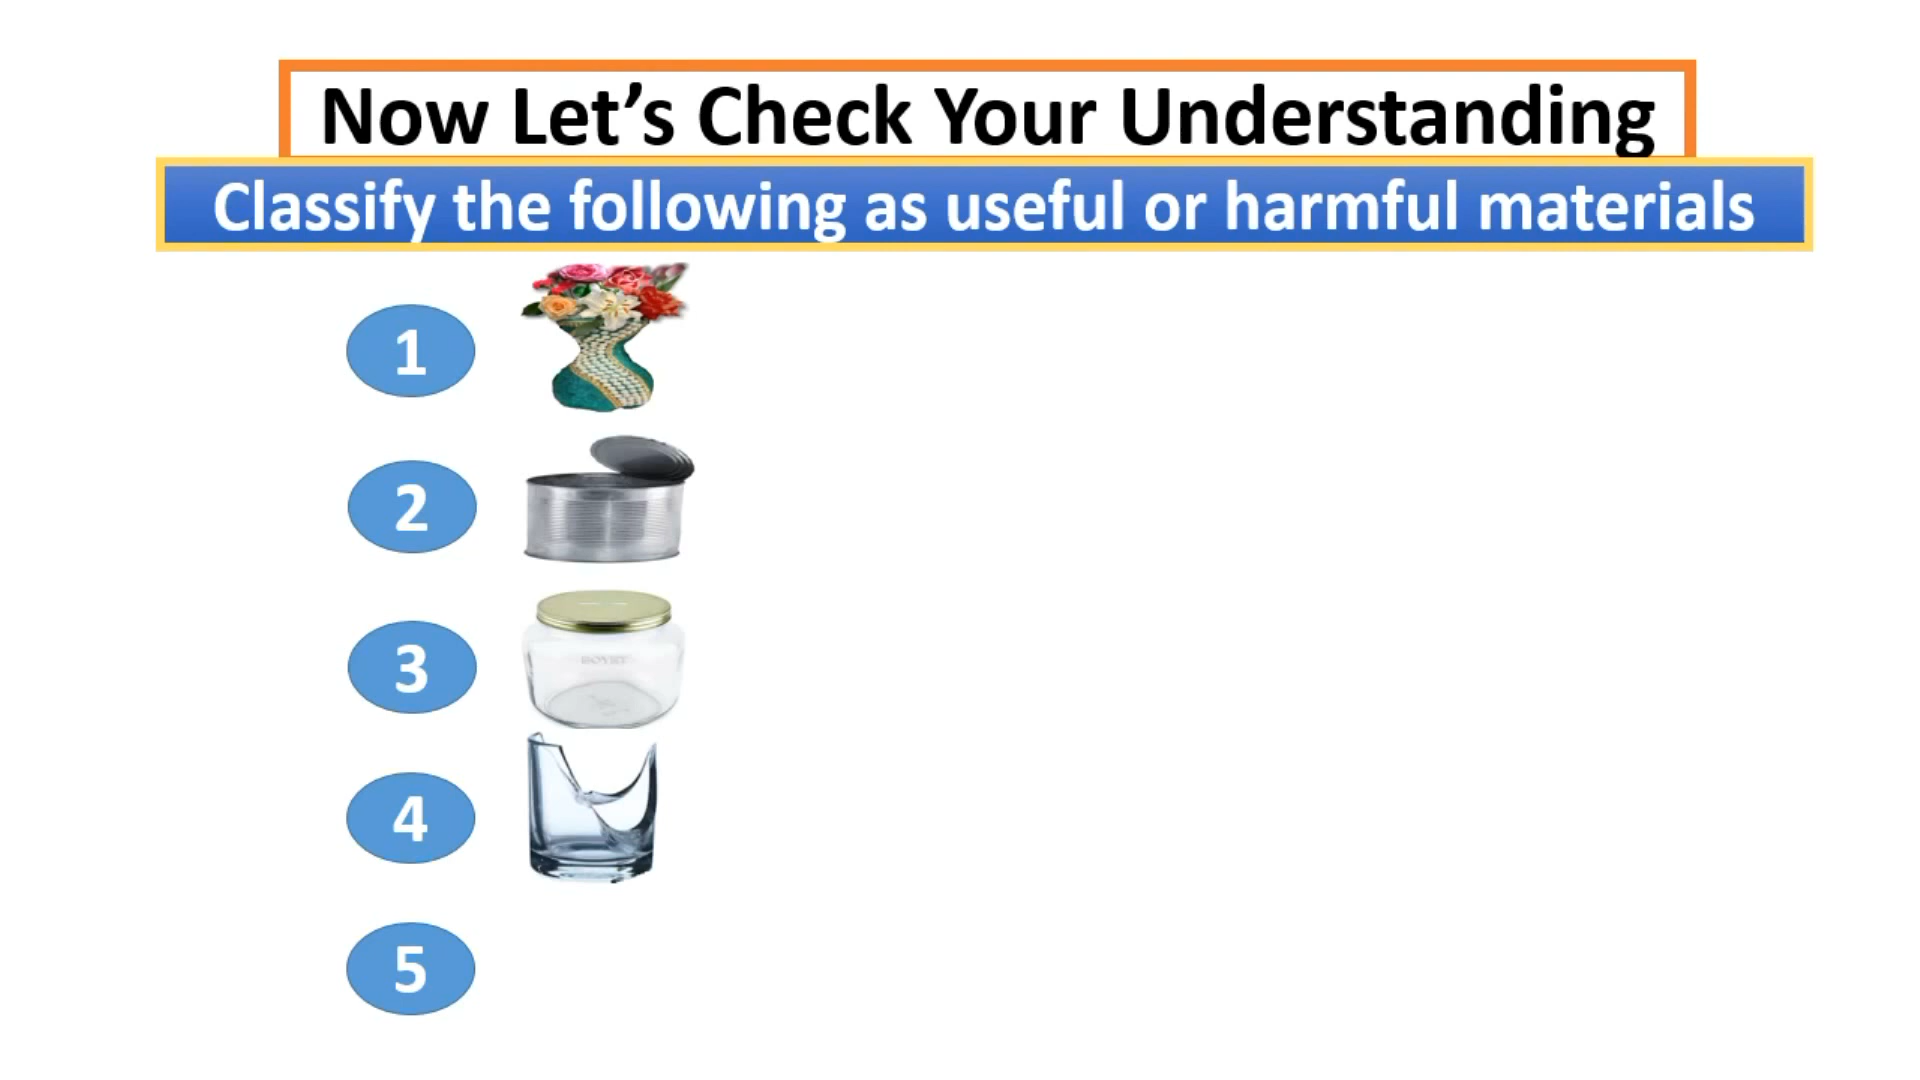 Now Let’s Check Your Understanding
Classify the following as useful or harmful materials
1
2
3
4
5